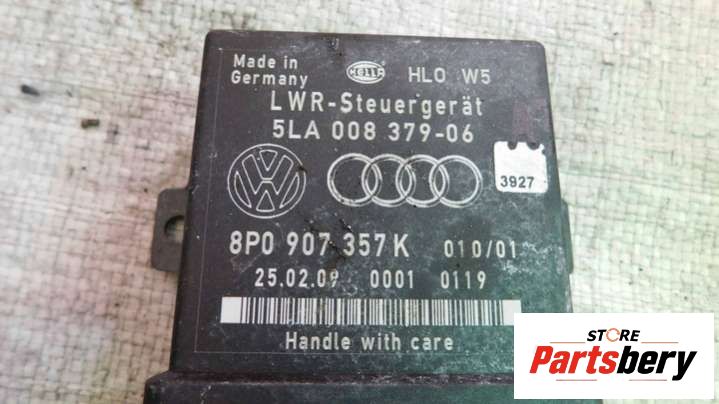 Made in
Germany
HELLA
HLO W5
LWR-Steuergerät
5LA 008 379-06
3927
8P0 907 357 K 010/01
25.02.09 0001 0119
Handle with care
STORE
Partsbery